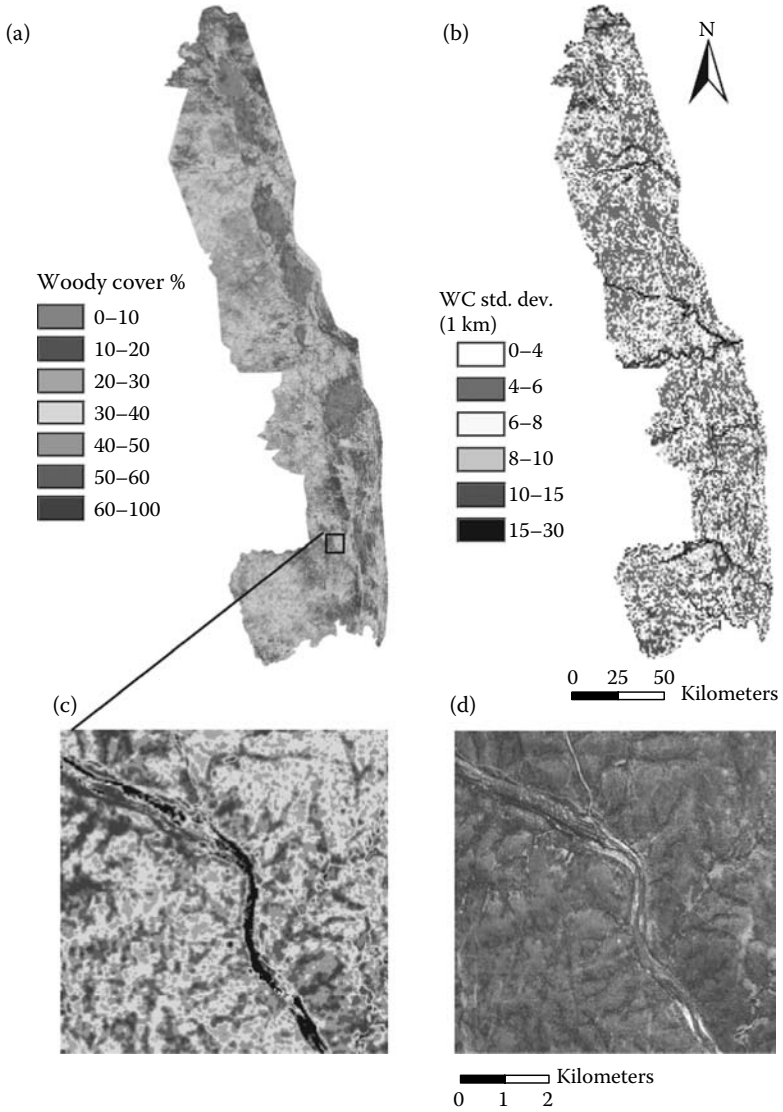 (a)
(b)
N
Woody cover %
0–10
10–20
20–30
30–40
40–50
50–60
60–100
WC std. dev.
(1 km)
0–4
4–6
6–8
8–10
10–15
15–30
0 25 50 Kilometers
(c)
(d)
Kilometers
0 1 2